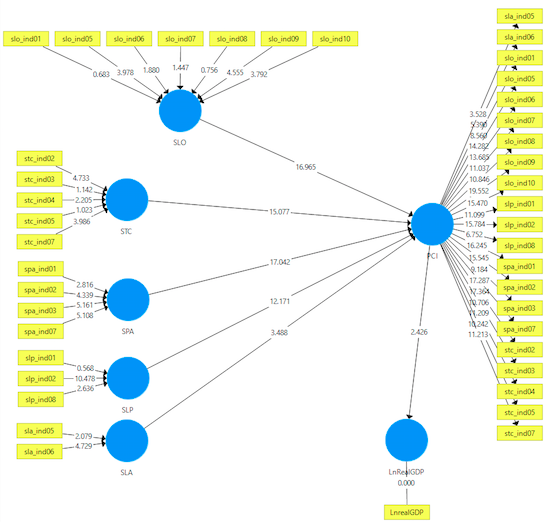 slo_ind01 slo_ind05 slo_ind06 slo_ind07 slo_ind08 slo_ind09 slo_ind10
0.683 3.978 1.880 1.447 0.756 4.555 3.792
SLO
16.965
stc_ind02
stc_ind03
stc_ind04
stc_ind05
stc_ind07
4.733
1.142
2.205
1.023
3.986
STC
15.077
spa_ind01
spa_ind02
spa_ind03
spa_ind07
2.816
4.339
5.161
5.108
SPA
17.042
slp_ind01
slp_ind02
slp_ind08
0.568
10.478
2.636
SLP
12.171
sla_ind05
sla_ind06
2.079
4.729
SLA
3.488
PCI
3.528
5.390
8.560
14.282
13.685
11.037
10.846
19.552
15.470
11.099
15.784
6.752
16.245
15.545
9.184
17.287
17.364
10.706
11.209
10.242
11.213
sla_ind05
sla_ind06
slo_ind01
slo_ind05
slo_ind06
slo_ind07
slo_ind08
slo_ind09
slo_ind10
slp_ind01
slp_ind02
slp_ind08
spa_ind01
spa_ind02
spa_ind03
spa_ind07
stc_ind02
stc_ind03
stc_ind04
stc_ind05
stc_ind07
2.426
LnRealGDP
0.000
LnrealGDP